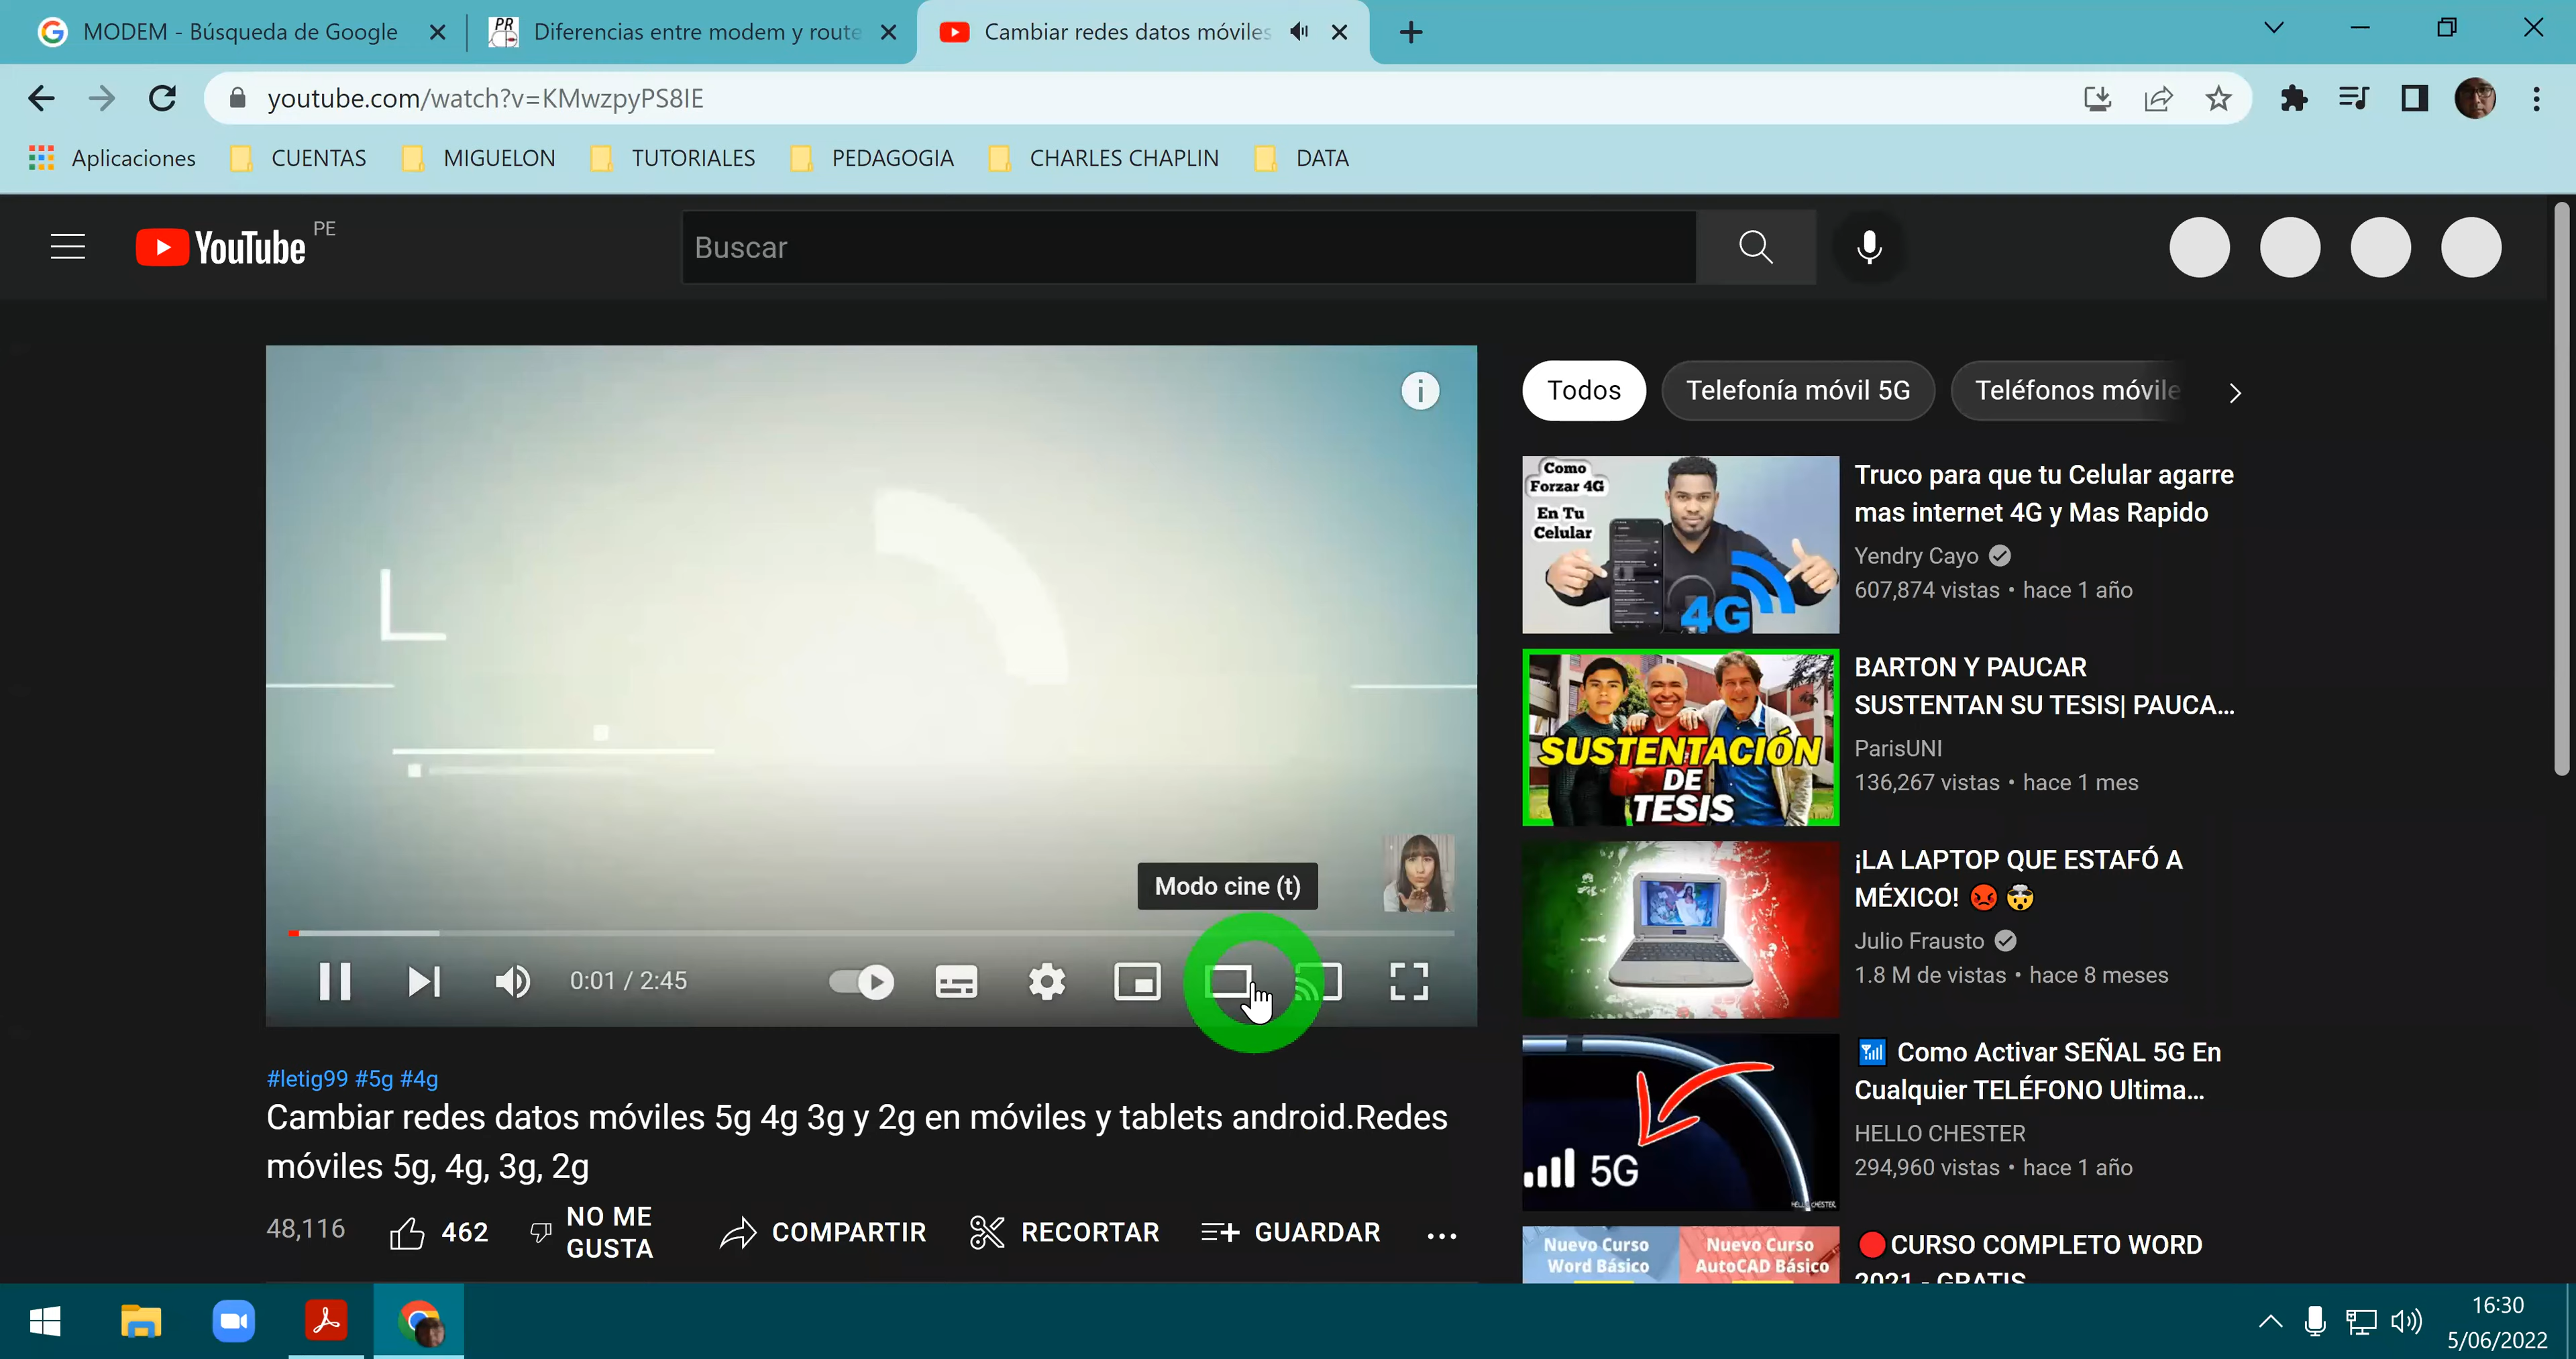 MODEM - Búsqueda de Google
Diferencias entre modem y route
Cambiar redes datos móviles
youtube.com/watch?v=KMwzpyPS8IE
Aplicaciones
CUENTAS
MIGUELON
TUTORIALES
PEDAGOGIA
CHARLES CHAPLIN
DATA
YouTube
PE
Buscar
Modo cine (t)
0:01 / 2:45
#letig99 #5g #4g
Cambiar redes datos móviles 5g 4g 3g y 2g en móviles y tablets android.Redes
móviles 5g, 4g, 3g, 2g
48,116
462
NO ME
GUSTA
COMPARTIR
RECORTAR
GUARDAR
Todos
Telefonía móvil 5G
Teléfonos móvile
Como
Forzar 4G
En Tu
Celular
4G
Truco para que tu Celular agarre
mas internet 4G y Mas Rapido
Yendry Cayo
607,874 vistas • hace 1 año
SUSTENTACIÓN
DE
TESIS
BARTON Y PAUCAR
SUSTENTAN SU TESIS| PAUCA...
ParisUNI
136,267 vistas • hace 1 mes
¡LA LAPTOP QUE ESTAFÓ A
MÉXICO! 😡 🤯
Julio Frausto
1.8 M de vistas • hace 8 meses
5G
HELLO CHESTER
📶 Como Activar SEÑAL 5G En
Cualquier TELÉFONO Ultima...
HELLO CHESTER
294,960 vistas • hace 1 año
Nuevo Curso
Word Básico
Nuevo Curso
AutoCAD Básico
🔴CURSO COMPLETO WORD
2021 - GRATIS
16:30
5/06/2022